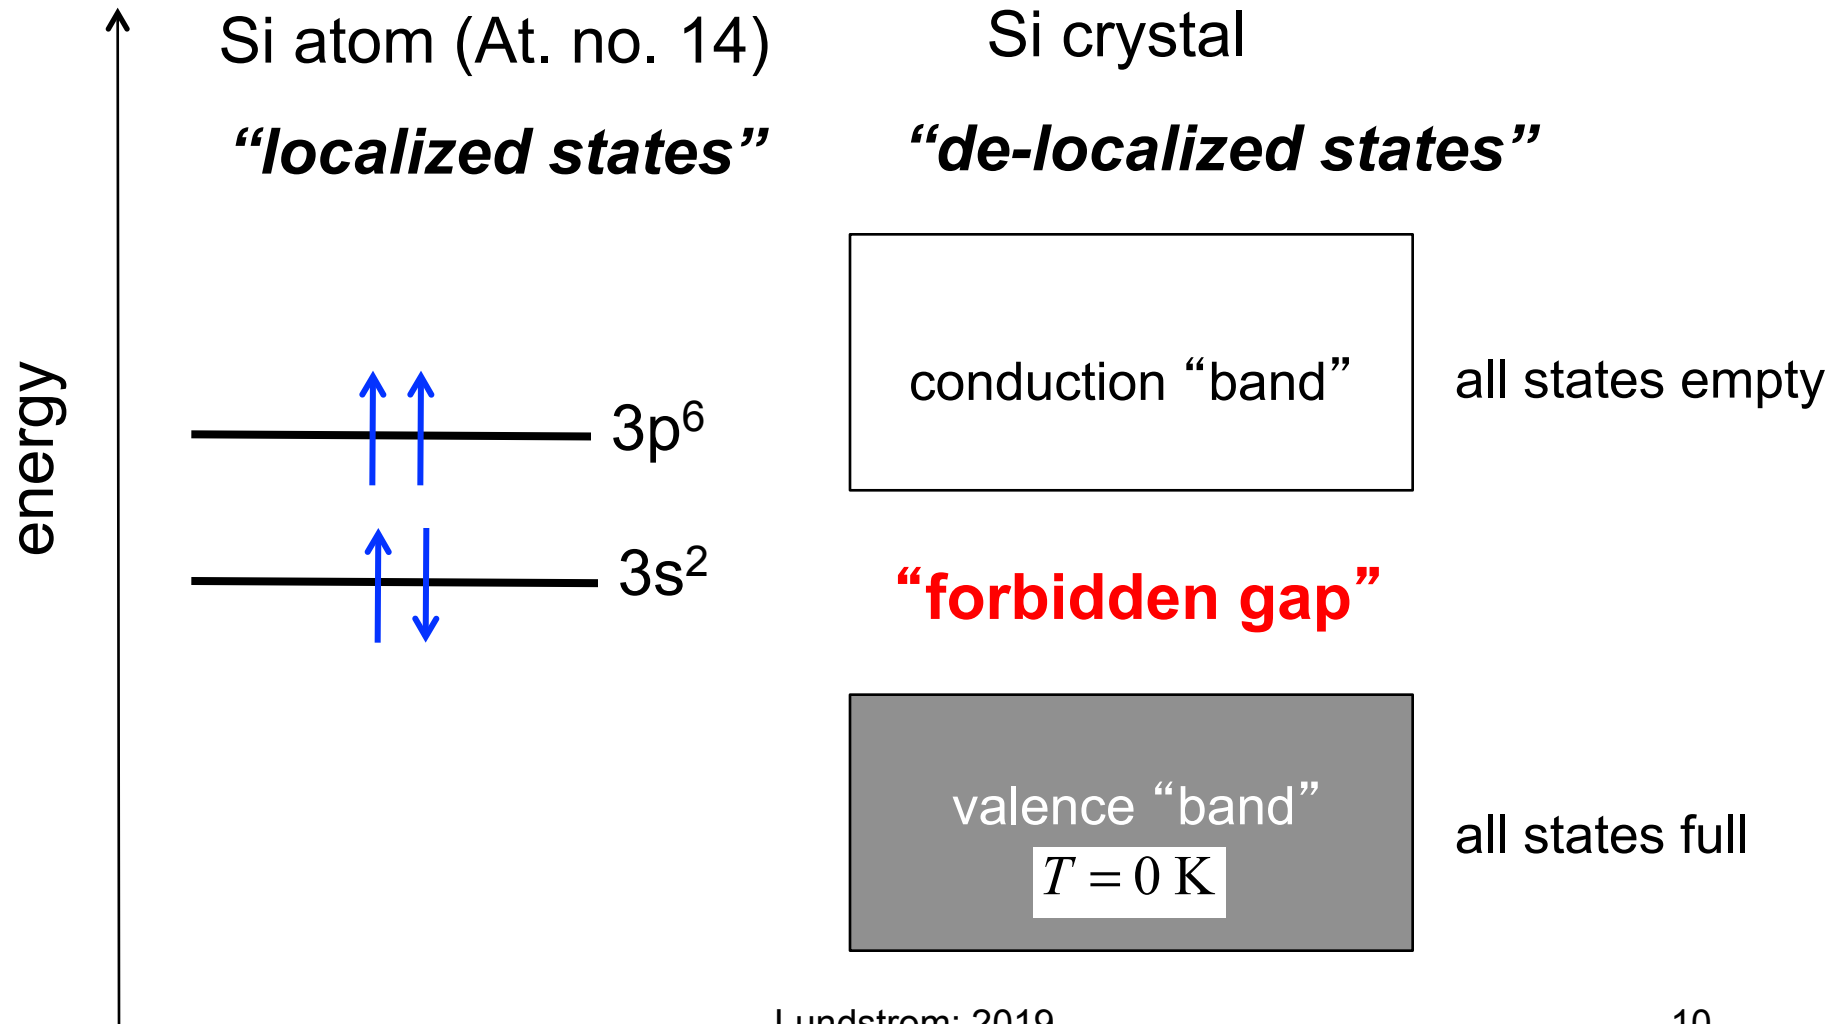 Si atom (At. no. 14)
Si crystal
“localized states”
“de-localized states”
energy
conduction “band”
all states empty
3p⁶
3s²
“forbidden gap”
valence “band”
T = 0 K
all states full
Lundstrom: 2019
10